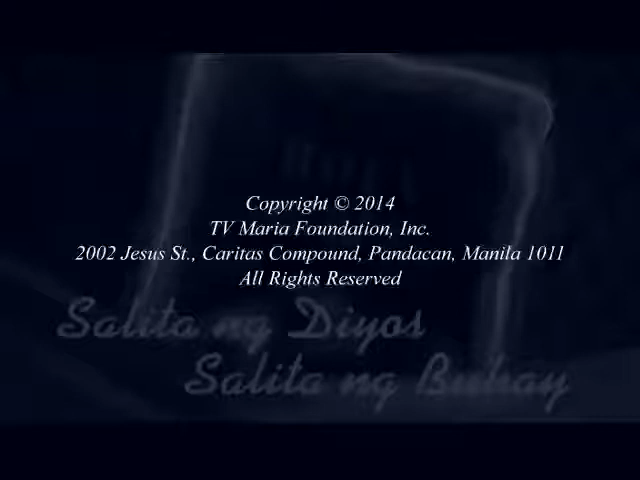 HOLY
Copyright © 2014
TV Maria Foundation, Inc.
2002 Jesus St., Caritas Compound, Pandacan, Manila 1011
All Rights Reserved
Salita ng Diyos
Salita ng Buhay